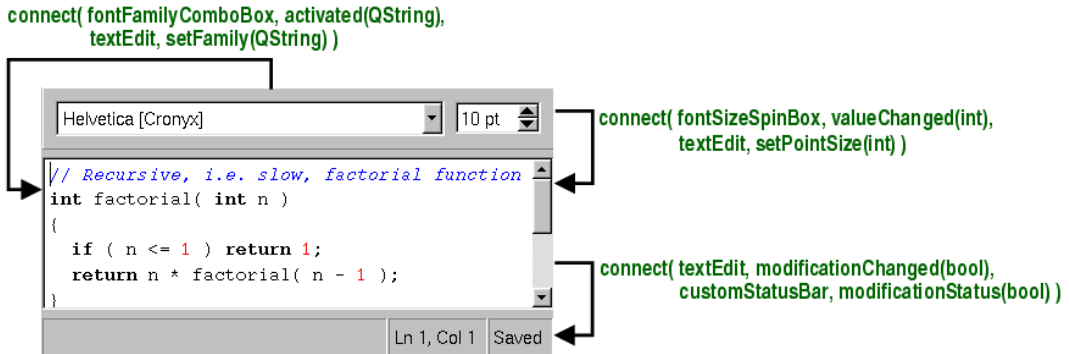 connect( fontFamilyComboBox, activated(QString),
textEdit, setFamily(QString) )
Helvetica [Cronyx]
10 pt
connect( fontSizeSpinBox, valueChanged(int),
textEdit, setPointSize(int) )
// Recursive, i.e. slow, factorial function
int factorial( int n )
{
if ( n <= 1 ) return 1;
return n * factorial( n - 1 );
}
connect( textEdit, modificationChanged(bool),
customStatusBar, modificationStatus(bool) )
Ln 1, Col 1
Saved